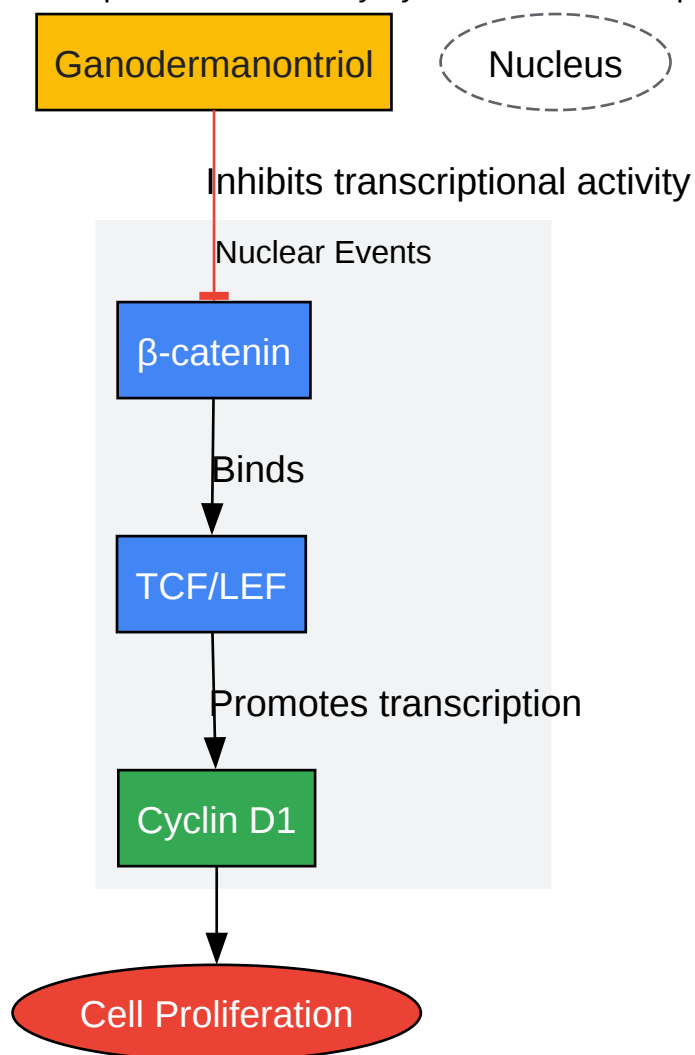 Ganodermanontriol
Nucleus
Inhibits transcriptional activity
Nuclear Events
β-catenin
Binds
TCF/LEF
Promotes transcription
Cyclin D1
Cell Proliferation